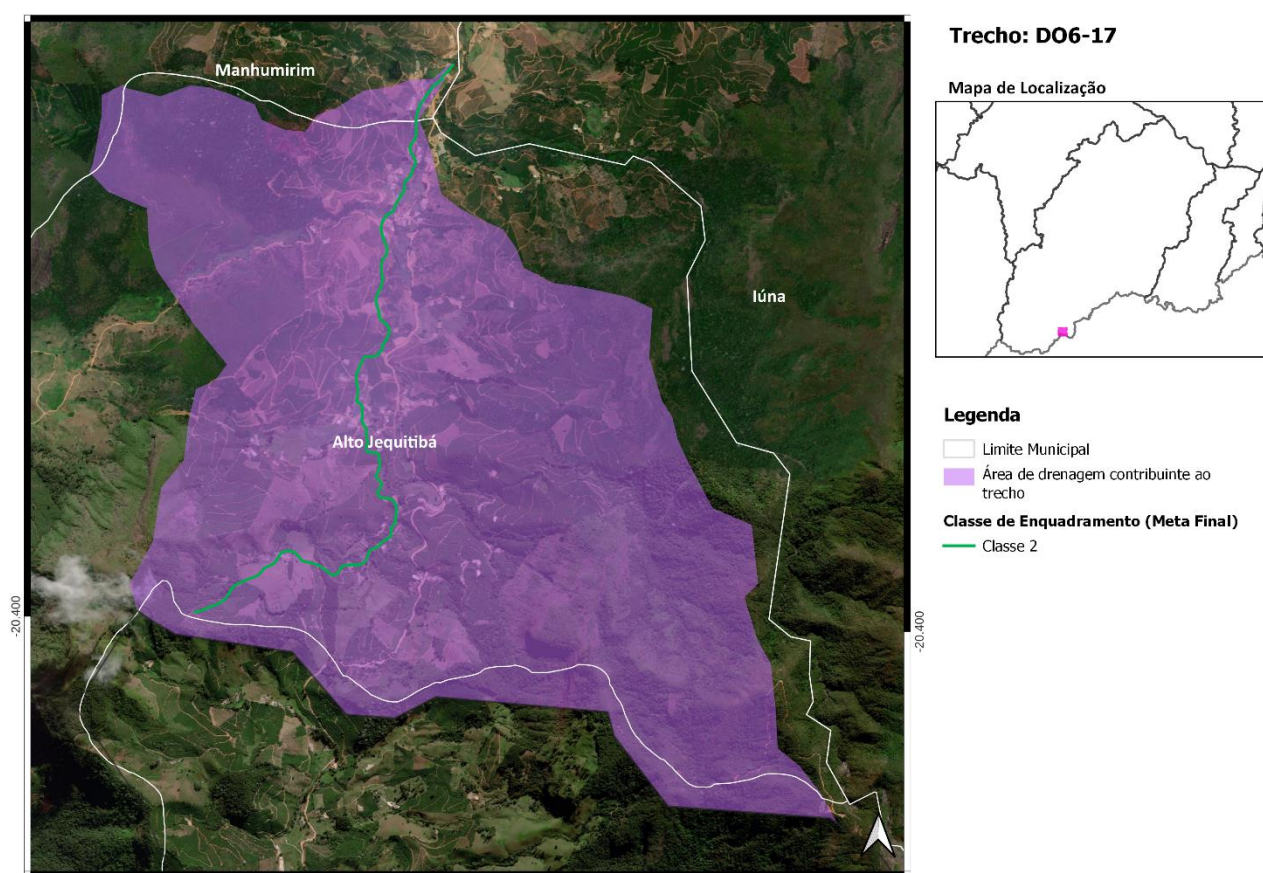 Trecho: DO6-17
Mapa de Localização
Manhumirim
Iúna
Alto Jequitibá
Legenda
Limite Municipal
Área de drenagem contribuinte ao
trecho
Classe de Enquadramento (Meta Final)
Classe 2
-20.400
-20.400